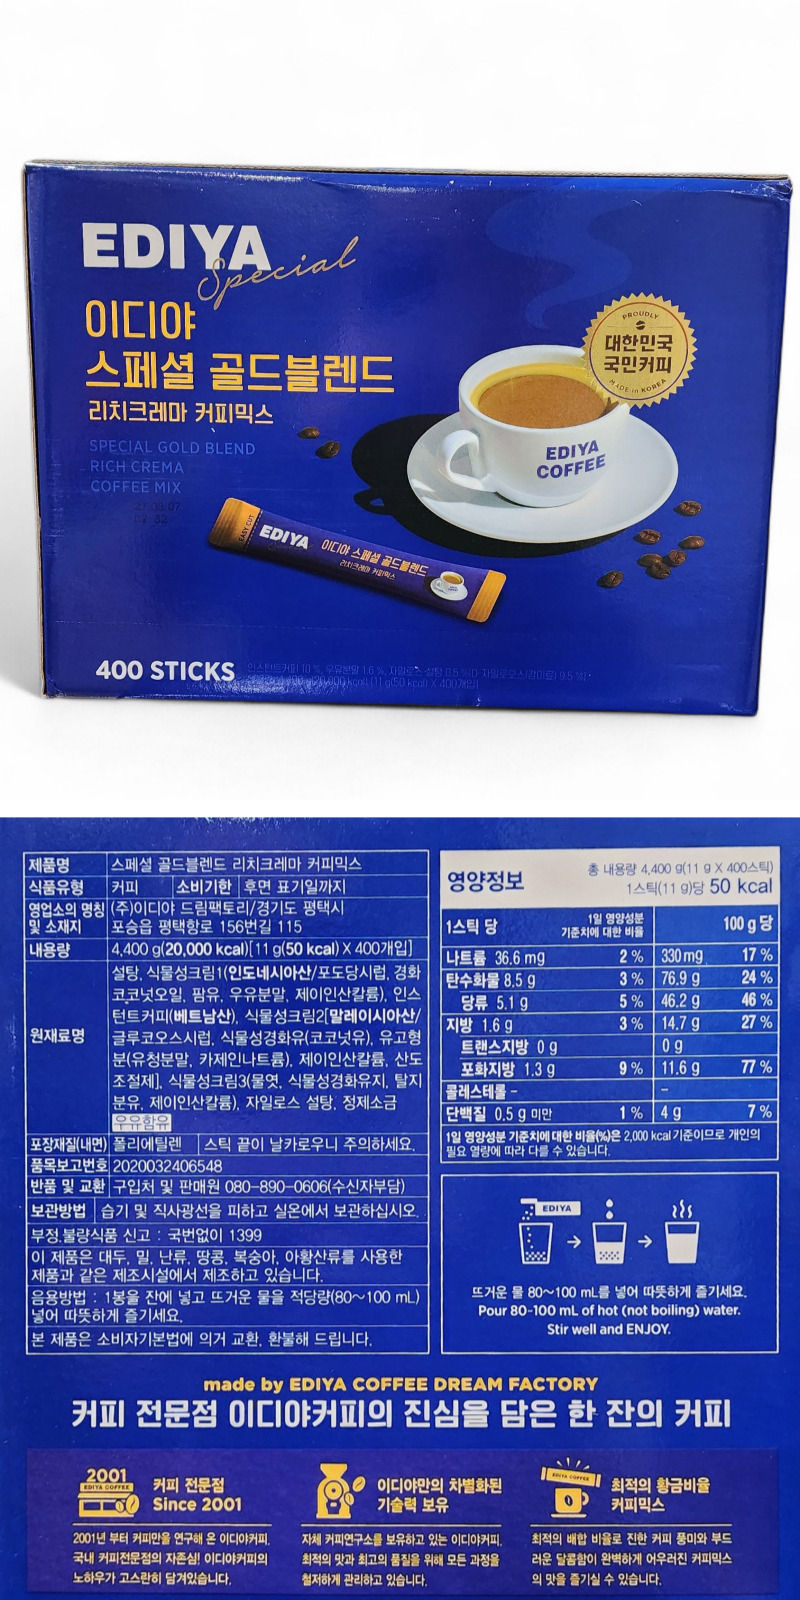 EDIYA
Special
이디야
스페셜 골드블렌드
리치크레마 커피믹스
SPECIAL GOLD BLEND
RICH CREMA
COFFEE MIX
PROUDLY
대한민국
국민커피
MADE in KOREA
EDIYA
COFFEE
EASY CUT
EDIYA
이디야 스페셜 골드블렌드
리치크레마 커피믹스
400 STICKS
제품명 스페셜 골드블렌드 리치크레마 커피믹스
식품유형 커피 소비기한 후면 표기일까지
영업소의 명칭 및 소재지 (주)이디야 드림팩토리/경기도 평택시
포승읍 평택항로 156번길 115
내용량 4,400 g(20,000 kcal)[11 g(50 kcal) X 400개입]
원재료명
설탕, 식물성크림1(인도네시아산/포도당시럽, 경화
코코넛오일, 팜유, 우유분말, 제이인산칼륨), 인스
턴트커피(베트남산), 식물성크림2[말레이시아산/
글루코오스시럽, 식물성경화유(코코넛유), 유고형
분(유청분말, 카제인나트륨), 제이인산칼륨, 산도
조절제], 식물성크림3(물엿, 식물성경화유지, 탈지
분유, 제이인산칼륨), 자일로스 설탕, 정제소금
우유함유
포장재질(내면) 폴리에틸렌 스틱 끝이 날카로우니 주의하세요.
품목보고번호 2020032406548
반품 및 교환 구입처 및 판매원 080-890-0606(수신자부담)
보관방법 습기 및 직사광선을 피하고 실온에서 보관하십시오.
부정.불량식품 신고 : 국번없이 1399
이 제품은 대두, 밀, 난류, 땅콩, 복숭아, 아황산류를 사용한
제품과 같은 제조시설에서 제조하고 있습니다.
음용방법 : 1봉을 잔에 넣고 뜨거운 물을 적당량(80~100 mL)
넣어 따뜻하게 즐기세요.
본 제품은 소비자기본법에 의거 교환, 환불해 드립니다.
영양정보
총 내용량 4,400 g(11 g X 400스틱)
1스틱(11 g)당 50 kcal
1스틱 당 1일 영양성분 기준치에 대한 비율 100 g 당
나트륨 36.6 mg 2 % 330 mg 17 %
탄수화물 8.5 g 3 % 76.9 g 24 %
당류 5.1 g 5 % 46.2 g 46 %
지방 1.6 g 3 % 14.7 g 27 %
트랜스지방 0 g 0 g
포화지방 1.3 g 9 % 11.6 g 77 %
콜레스테롤 - -
단백질 0.5 g 미만 1 % 4 g 7 %
1일 영양성분 기준치에 대한 비율(%)은 2,000 kcal 기준이므로 개인의
필요 열량에 따라 다를 수 있습니다.
EDIYA
뜨거운 물 80~100 mL를 넣어 따뜻하게 즐기세요.
Pour 80-100 mL of hot (not boiling) water.
Stir well and ENJOY.
made by EDIYA COFFEE DREAM FACTORY
커피 전문점 이디야커피의 진심을 담은 한 잔의 커피
2001
EDIYA COFFEE
커피 전문점
Since 2001
2001년 부터 커피만을 연구해 온 이디야커피.
국내 커피전문점의 자존심! 이디야커피의
노하우가 고스란히 담겨있습니다.
이디야만의 차별화된
기술력 보유
자체 커피연구소를 보유하고 있는 이디야커피.
최적의 맛과 최고의 품질을 위해 모든 과정을
철저하게 관리하고 있습니다.
EDIYA COFFEE
최적의 황금비율
커피믹스
최적의 배합 비율로 진한 커피 풍미와 부드
러운 달콤함이 완벽하게 어우러진 커피믹스
의 맛을 즐기실 수 있습니다.